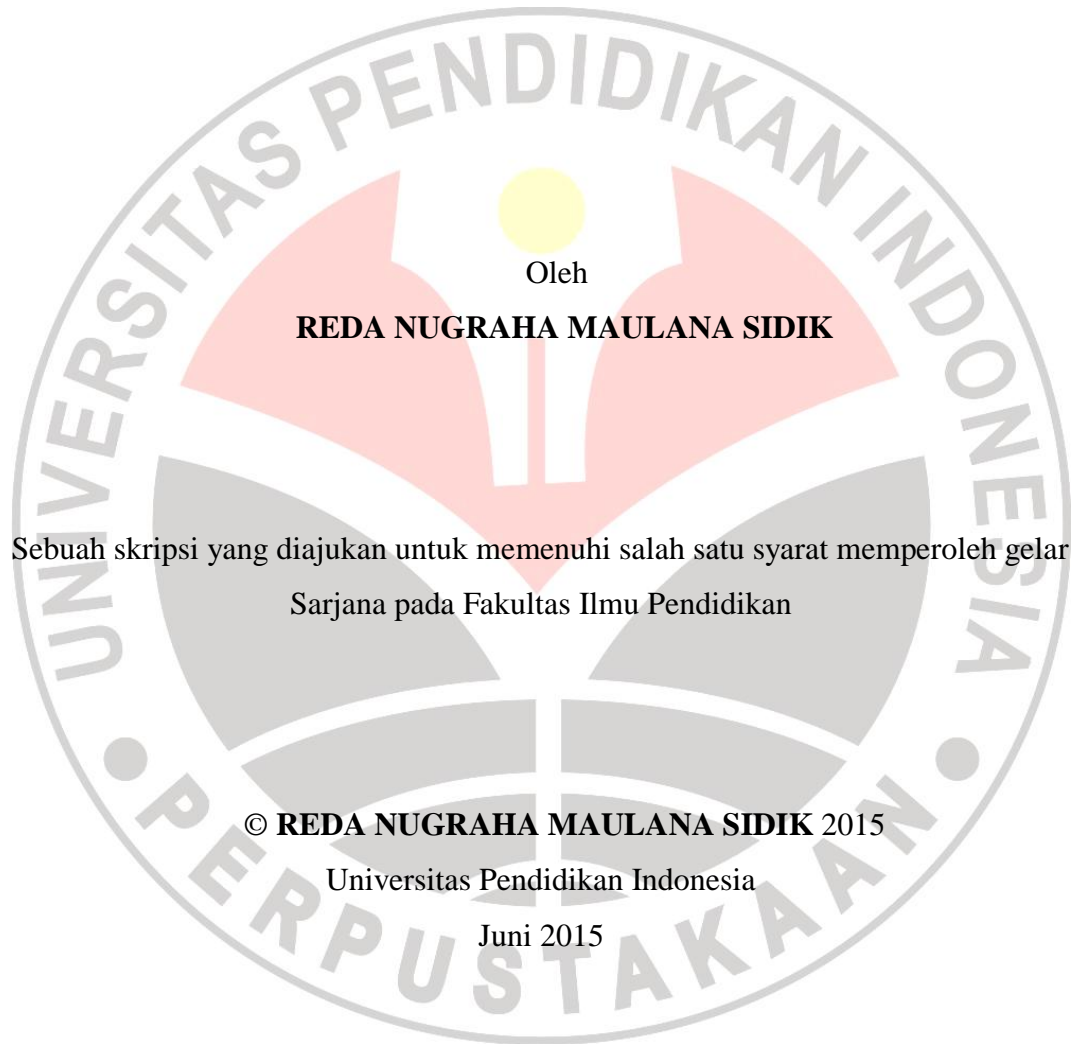 UNIVERSITAS PENDIDIKAN INDONESIA
Oleh
REDA NUGRAHA MAULANA SIDIK
Sebuah skripsi yang diajukan untuk memenuhi salah satu syarat memperoleh gelar
Sarjana pada Fakultas Ilmu Pendidikan
© REDA NUGRAHA MAULANA SIDIK 2015
Universitas Pendidikan Indonesia
Juni 2015
PERPUSTAKAAN